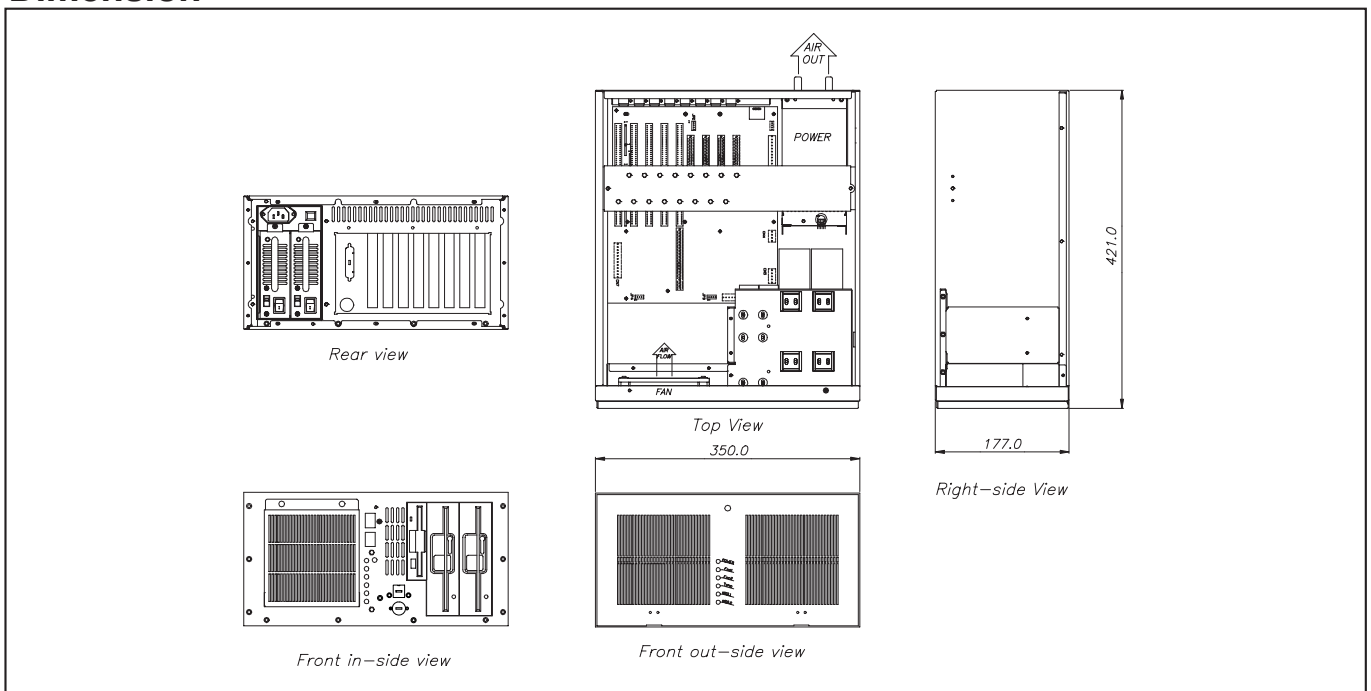 Dimension
AIR
OUT
POWER
AIR
FLOW
FAN
Top View
350.0
421.0
177.0
Right-side View
Rear view
Front in-side view
Front out-side view